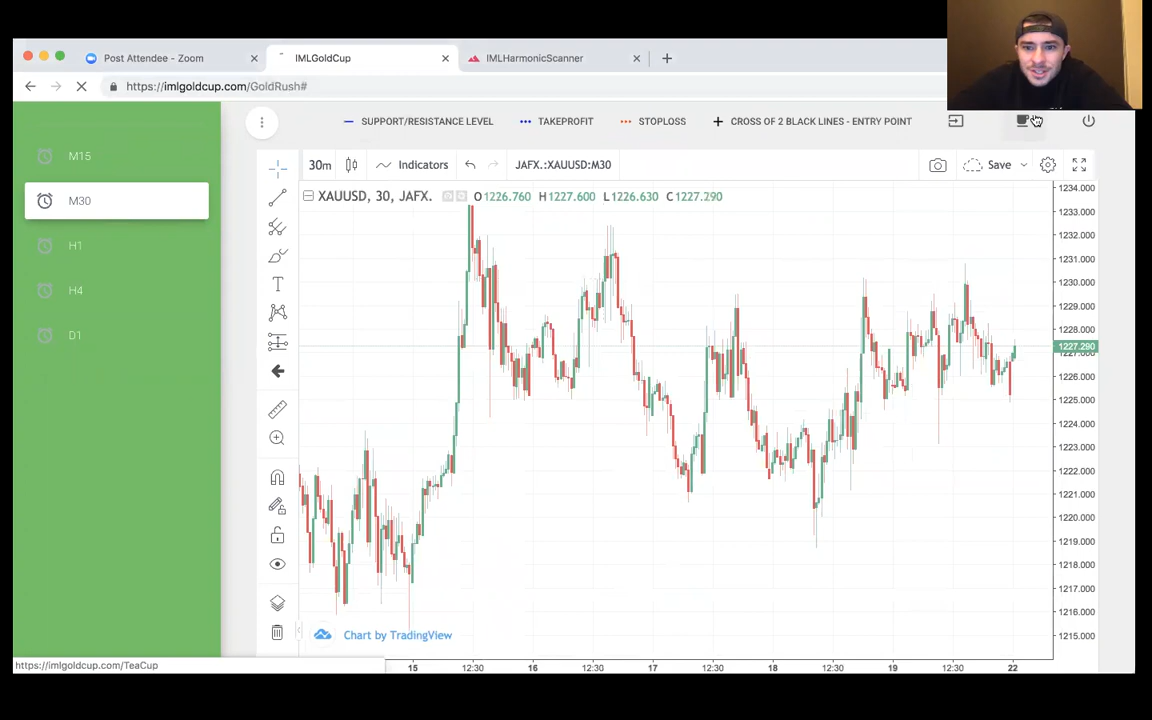 Post Attendee - Zoom
IMLGoldCup
IMLHarmonicScanner
https://imlgoldcup.com/GoldRush#
SUPPORT/RESISTANCE LEVEL
TAKEPROFIT
STOPLOSS
CROSS OF 2 BLACK LINES - ENTRY POINT
M15
M30
H1
H4
D1
30m
Indicators
JAFX.:XAUUSD:M30
Save
XAUUSD, 30, JAFX. O1226.760 H1227.600 L1226.630 C1227.290
T
1234.000
1233.000
1232.000
1231.000
1230.000
1229.000
1228.000
1227.290
1227.000
1226.000
1225.000
1224.000
1223.000
1222.000
1221.000
1220.000
1219.000
1218.000
1217.000
1216.000
1215.000
Chart by TradingView
https://imlgoldcup.com/TeaCup
15 12:30 16 12:30 17 12:30 18 12:30 19 12:30 22